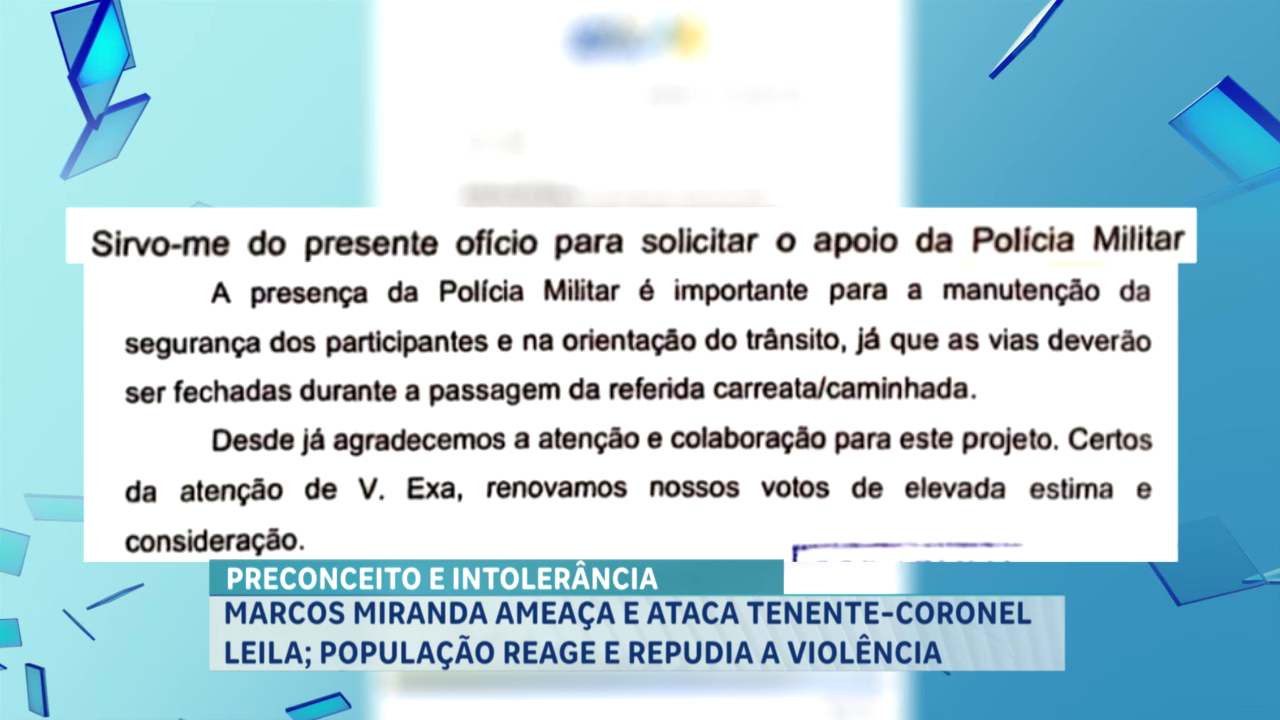 Sirvo-me do presente ofício para solicitar o apoio da Polícia Militar
A presença da Polícia Militar é importante para a manutenção da
segurança dos participantes e na orientação do trânsito, já que as vias deverão
ser fechadas durante a passagem da referida carreata/caminhada.
Desde já agradecemos a atenção e colaboração para este projeto. Certos
da atenção de V. Exa, renovamos nossos votos de elevada estima e
consideração.
PRECONCEITO E INTOLERÂNCIA
MARCOS MIRANDA AMEAÇA E ATACA TENENTE-CORONEL
LEILA; POPULAÇÃO REAGE E REPUDIA A VIOLÊNCIA